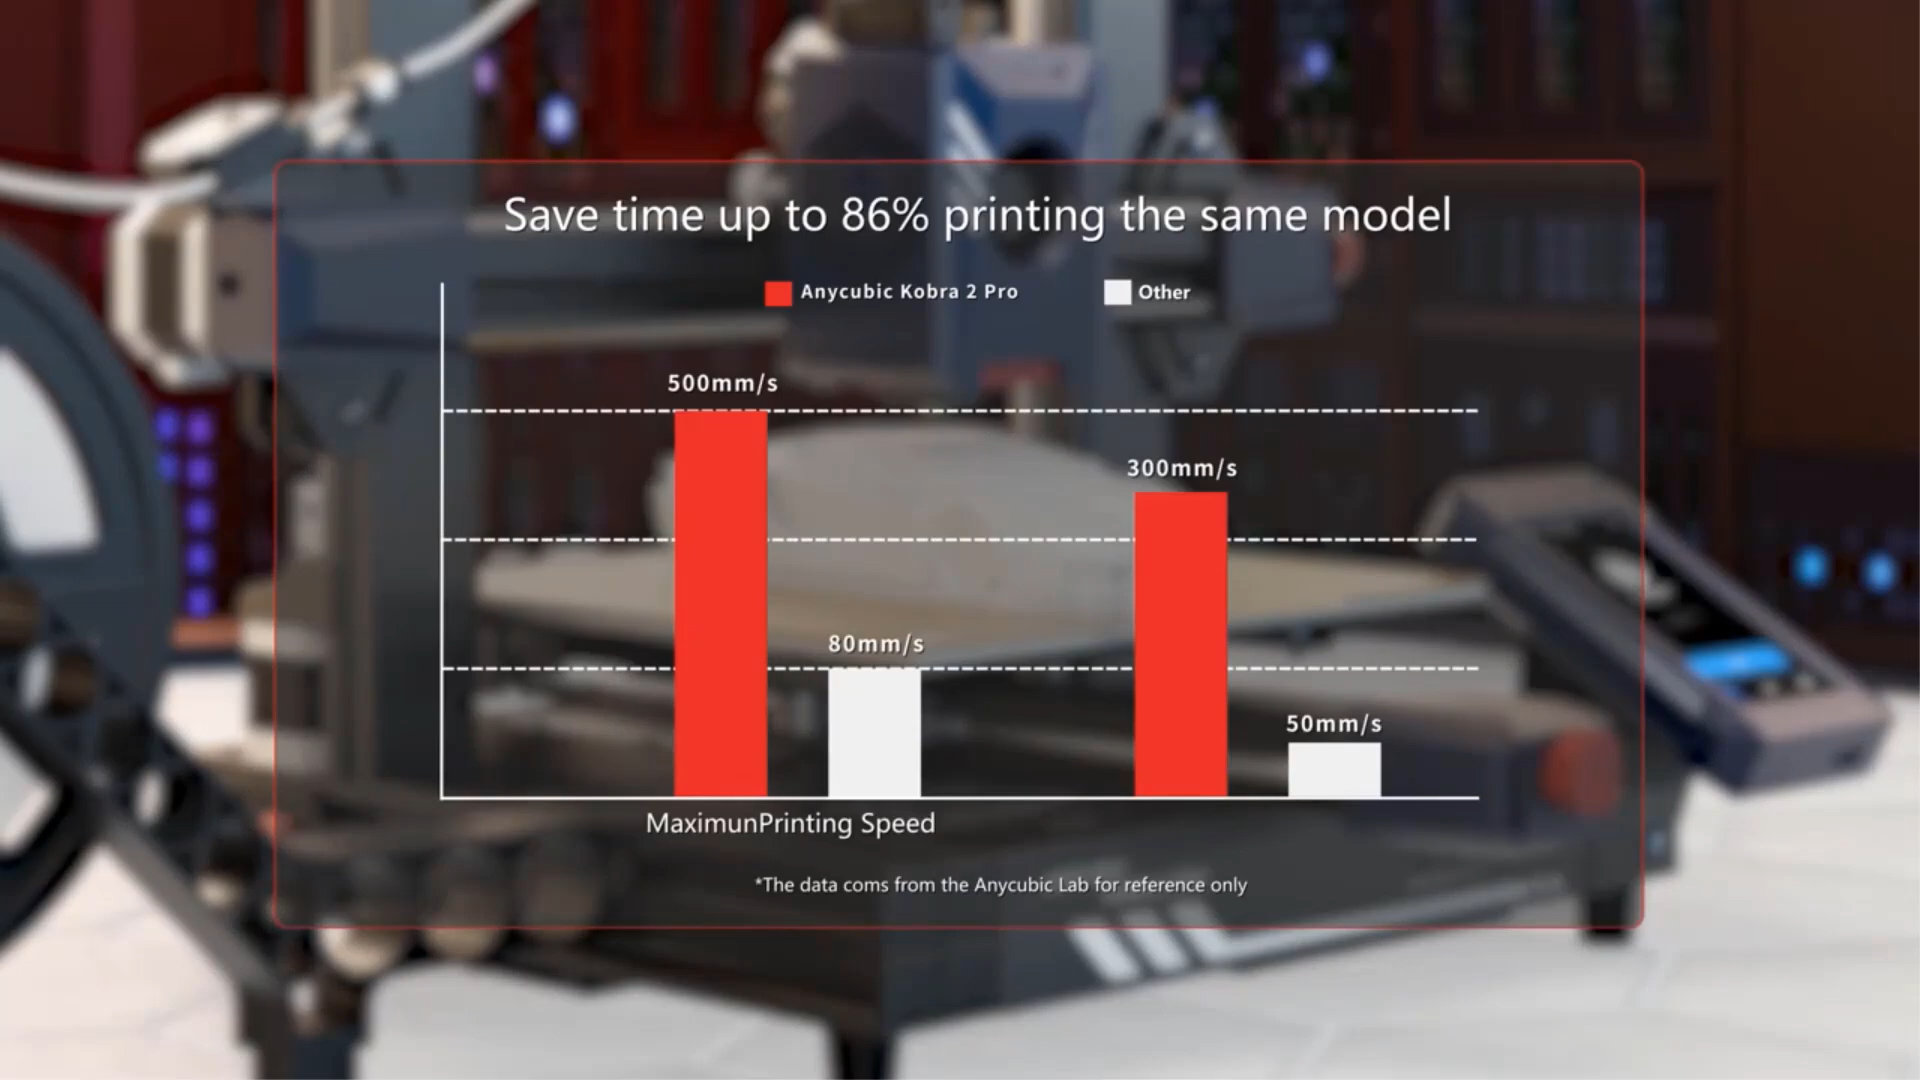 Save time up to 86% printing the same model
Anycubic Kobra 2 Pro
Other
500mm/s
300mm/s
80mm/s
50mm/s
MaximunPrinting Speed
*The data coms from the Anycubic Lab for reference only